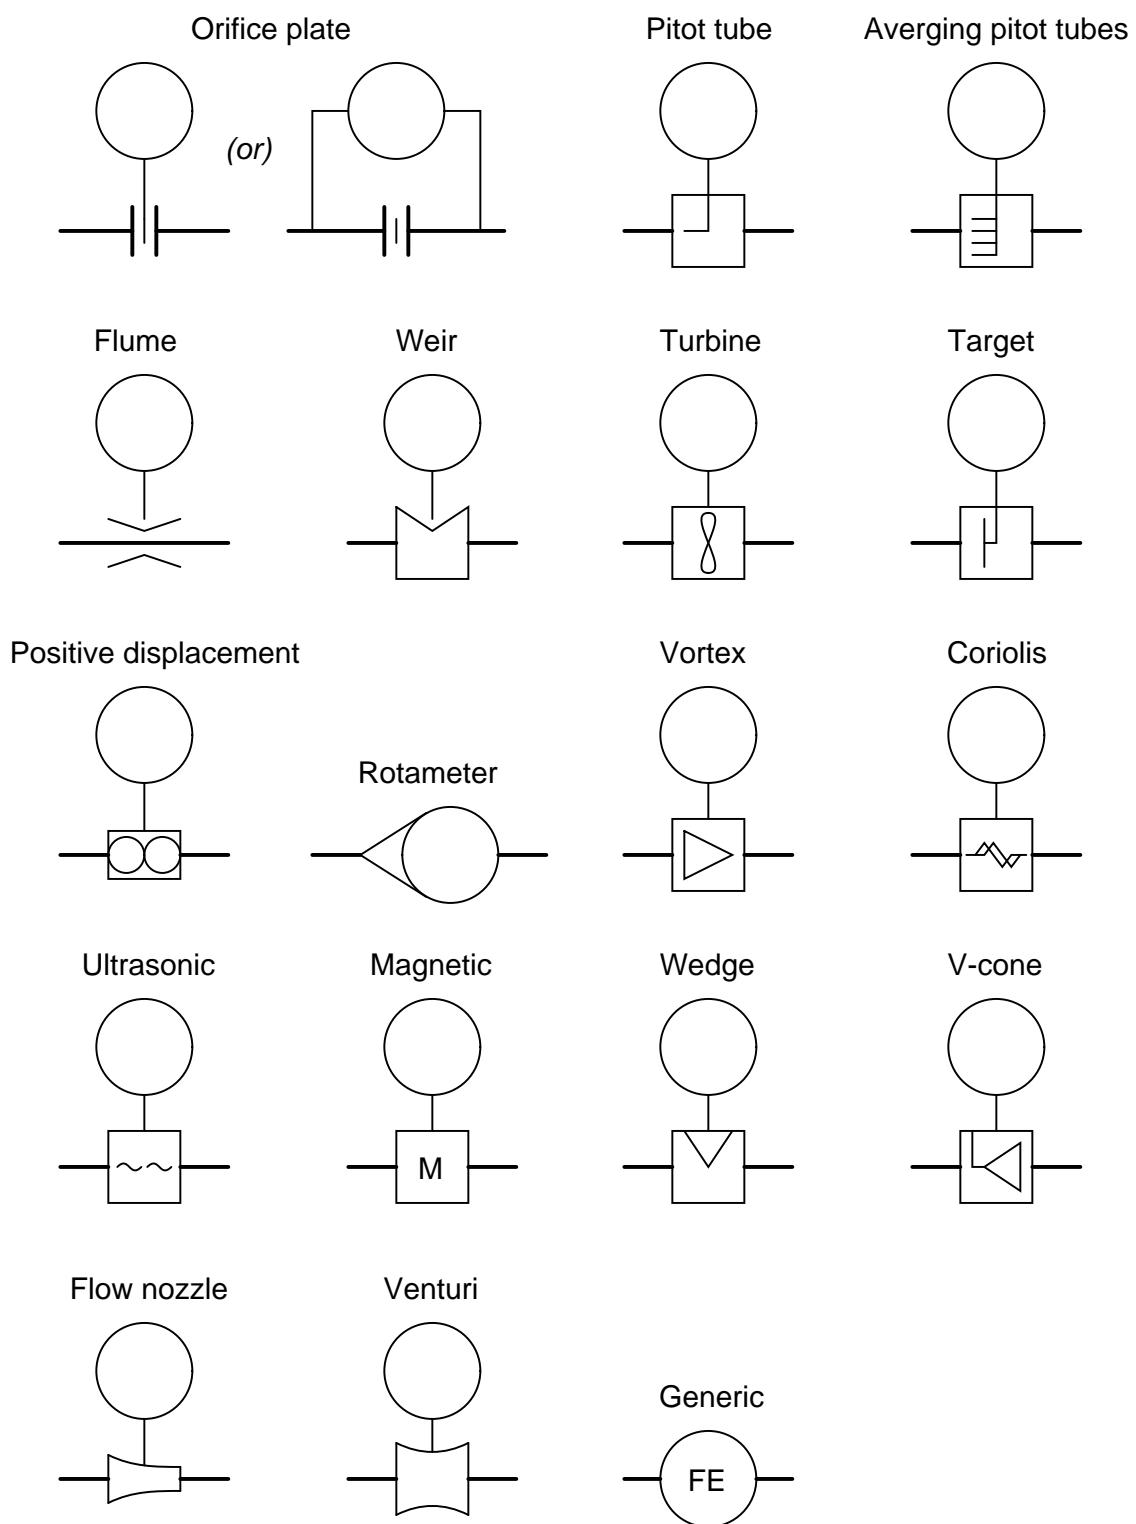 Orifice plate
Pitot tube
Averging pitot tubes
(or)
Flume
Weir
Turbine
Target
Positive displacement
Rotameter
Vortex
Coriolis
Ultrasonic
Magnetic
Wedge
V-cone
M
Flow nozzle
Venturi
Generic
FE